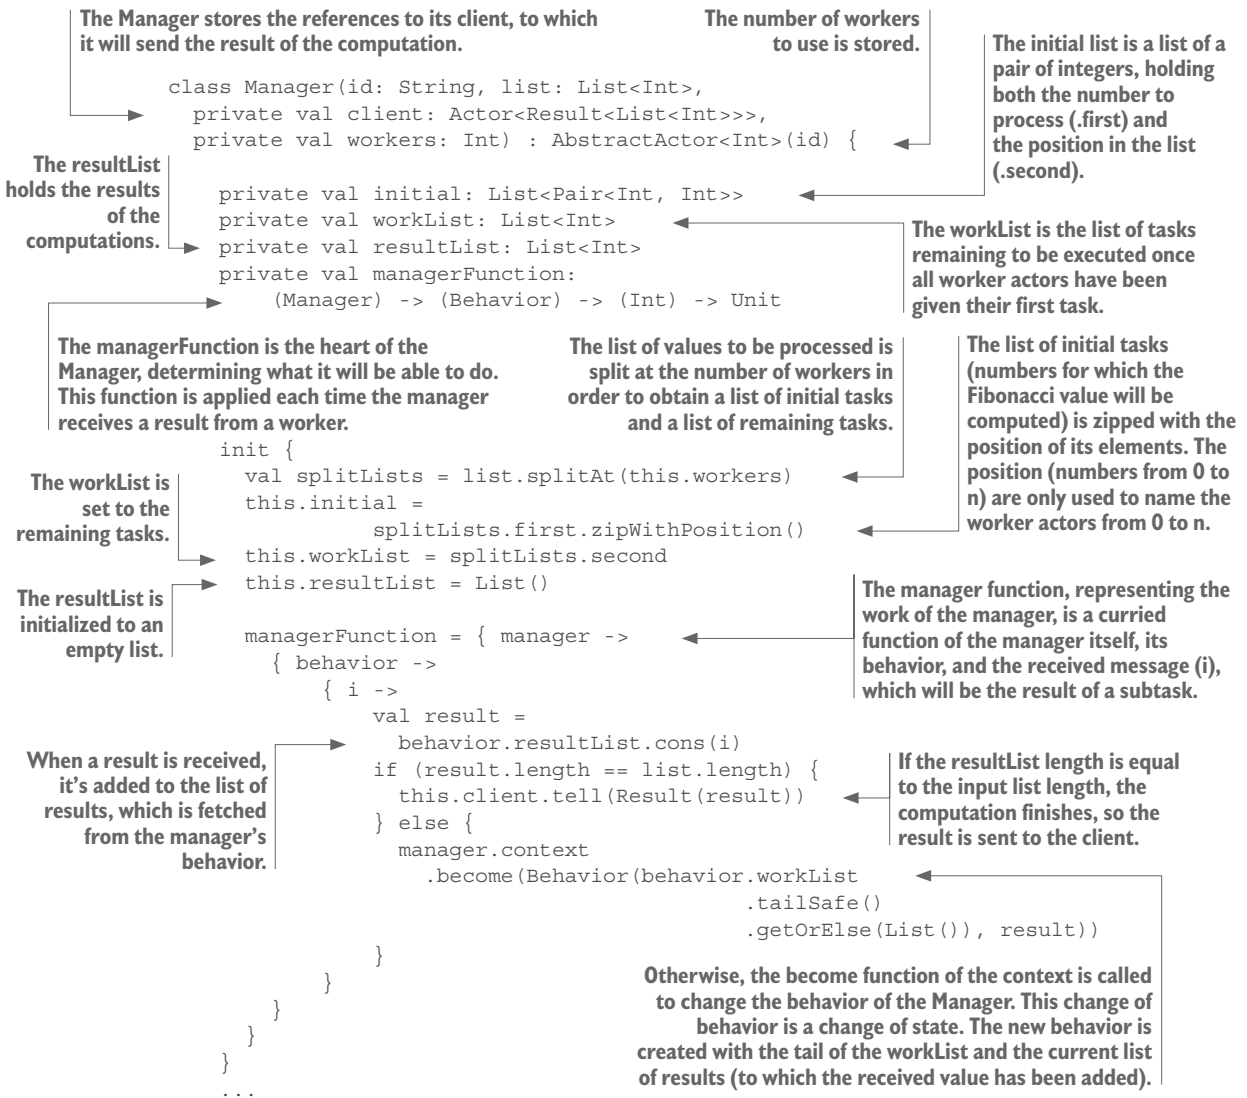 The Manager stores the references to its client, to which
it will send the result of the computation.
The number of workers
to use is stored.
The initial list is a list of a
pair of integers, holding
both the number to
process (.first) and
the position in the list
(.second).
class Manager(id: String, list: List<Int>,
private val client: Actor<Result<List<Int>>>,
private val workers: Int) : AbstractActor<Int>(id) {
The resultList
holds the results
of the
computations.
private val initial: List<Pair<Int, Int>>
private val workList: List<Int>
private val resultList: List<Int>
private val managerFunction:
(Manager) -> (Behavior) -> (Int) -> Unit
The workList is the list of tasks
remaining to be executed once
all worker actors have been
given their first task.
The managerFunction is the heart of the
Manager, determining what it will be able to do.
This function is applied each time the manager
receives a result from a worker.
The list of values to be processed is
split at the number of workers in
order to obtain a list of initial tasks
and a list of remaining tasks.
The list of initial tasks
(numbers for which the
Fibonacci value will be
computed) is zipped with the
position of its elements. The
position (numbers from 0 to
n) are only used to name the
worker actors from 0 to n.
init {
val splitLists = list.splitAt(this.workers)
this.initial =
splitLists.first.zipWithPosition()
this.workList = splitLists.second
this.resultList = List()
The workList is
set to the
remaining tasks.
The resultList is
initialized to an
empty list.
The manager function, representing the
work of the manager, is a curried
function of the manager itself, its
behavior, and the received message (i),
which will be the result of a subtask.
managerFunction = { manager ->
{ behavior ->
{ i ->
val result =
behavior.resultList.cons(i)
if (result.length == list.length) {
this.client.tell(Result(result))
} else {
manager.context
.become(Behavior(behavior.workList
.tailSafe()
.getOrElse(List()), result))
}
}
}
}
}
...
When a result is received,
it's added to the list of
results, which is fetched
from the manager's
behavior.
If the resultList length is equal
to the input list length, the
computation finishes, so the
result is sent to the client.
Otherwise, the become function of the context is called
to change the behavior of the Manager. This change of
behavior is a change of state. The new behavior is
created with the tail of the workList and the current list
of results (to which the received value has been added).